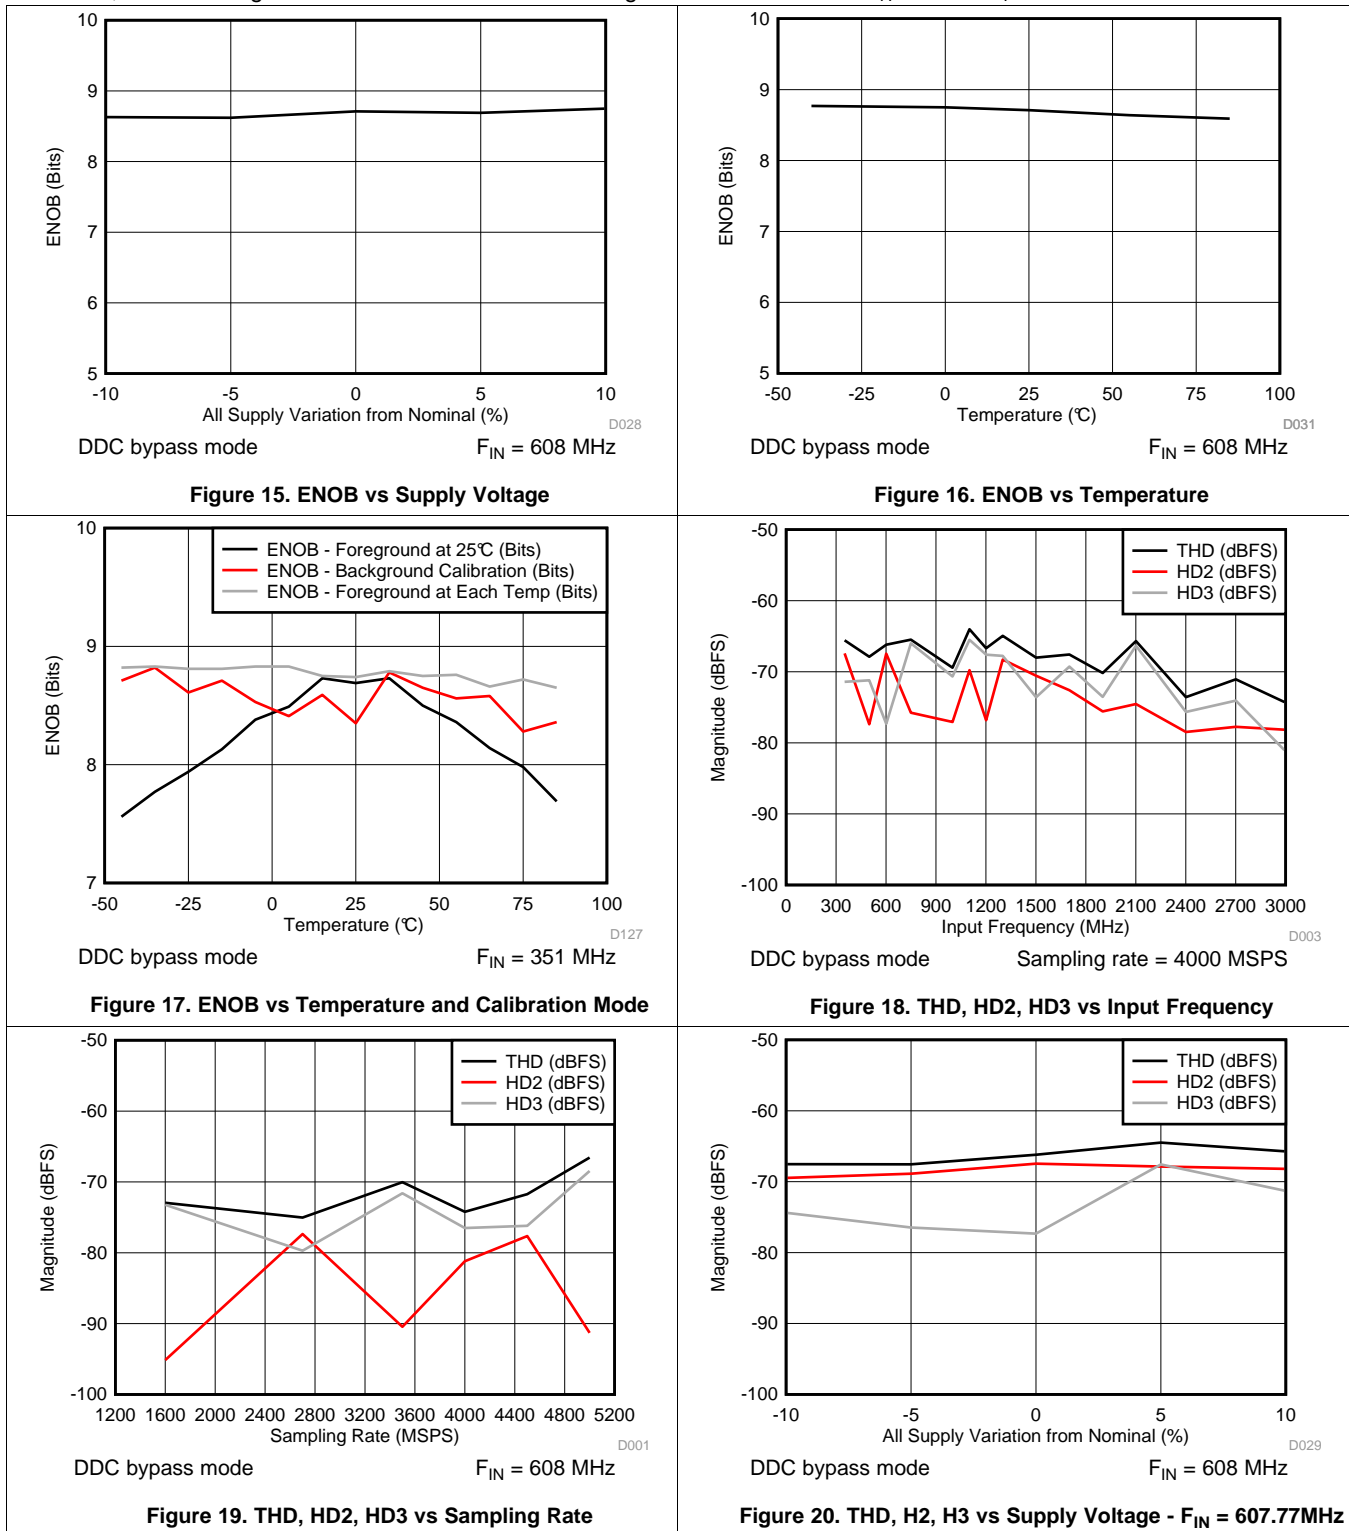 10
9
8
7
6
5
-10 -5 0 5 10
ENOB (Bits)
All Supply Variation from Nominal (%)
D028
DDC bypass mode FIN = 608 MHz
Figure 15. ENOB vs Supply Voltage
10
9
8
7
6
5
-50 -25 0 25 50 75 100
ENOB (Bits)
Temperature (°C)
D031
DDC bypass mode FIN = 608 MHz
Figure 16. ENOB vs Temperature
10
9
8
7
-50 -25 0 25 50 75 100
ENOB (Bits)
ENOB - Foreground at 25°C (Bits)
ENOB - Background Calibration (Bits)
ENOB - Foreground at Each Temp (Bits)
Temperature (°C)
D127
DDC bypass mode FIN = 351 MHz
Figure 17. ENOB vs Temperature and Calibration Mode
-50
-60
-70
-80
-90
-100
0 300 600 900 1200 1500 1800 2100 2400 2700 3000
Magnitude (dBFS)
THD (dBFS)
HD2 (dBFS)
HD3 (dBFS)
Input Frequency (MHz)
D003
DDC bypass mode Sampling rate = 4000 MSPS
Figure 18. THD, HD2, HD3 vs Input Frequency
-50
-60
-70
-80
-90
-100
1200 1600 2000 2400 2800 3200 3600 4000 4400 4800 5200
Magnitude (dBFS)
THD (dBFS)
HD2 (dBFS)
HD3 (dBFS)
Sampling Rate (MSPS)
D001
DDC bypass mode FIN = 608 MHz
Figure 19. THD, HD2, HD3 vs Sampling Rate
-50
-60
-70
-80
-90
-100
-10 -5 0 5 10
Magnitude (dBFS)
THD (dBFS)
HD2 (dBFS)
HD3 (dBFS)
All Supply Variation from Nominal (%)
D029
DDC bypass mode FIN = 608 MHz
Figure 20. THD, H2, H3 vs Supply Voltage - FIN = 607.77MHz